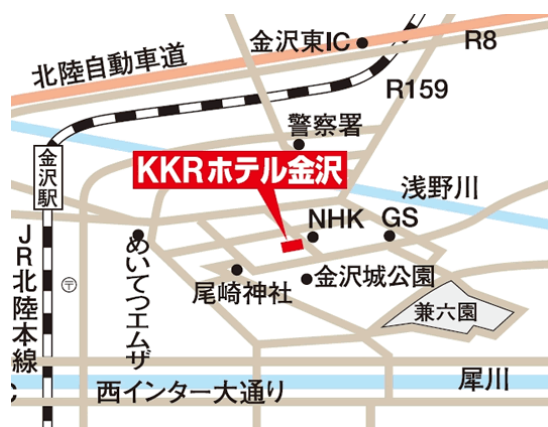 金沢東IC
R8
北陸自動車道
R159
警察署
金沢駅
KKRホテル金沢
浅野川
NHK
GS
めいてつエムザ
JR北陸本線
〒
尾崎神社
金沢城公園
兼六園
西インター大通り
犀川